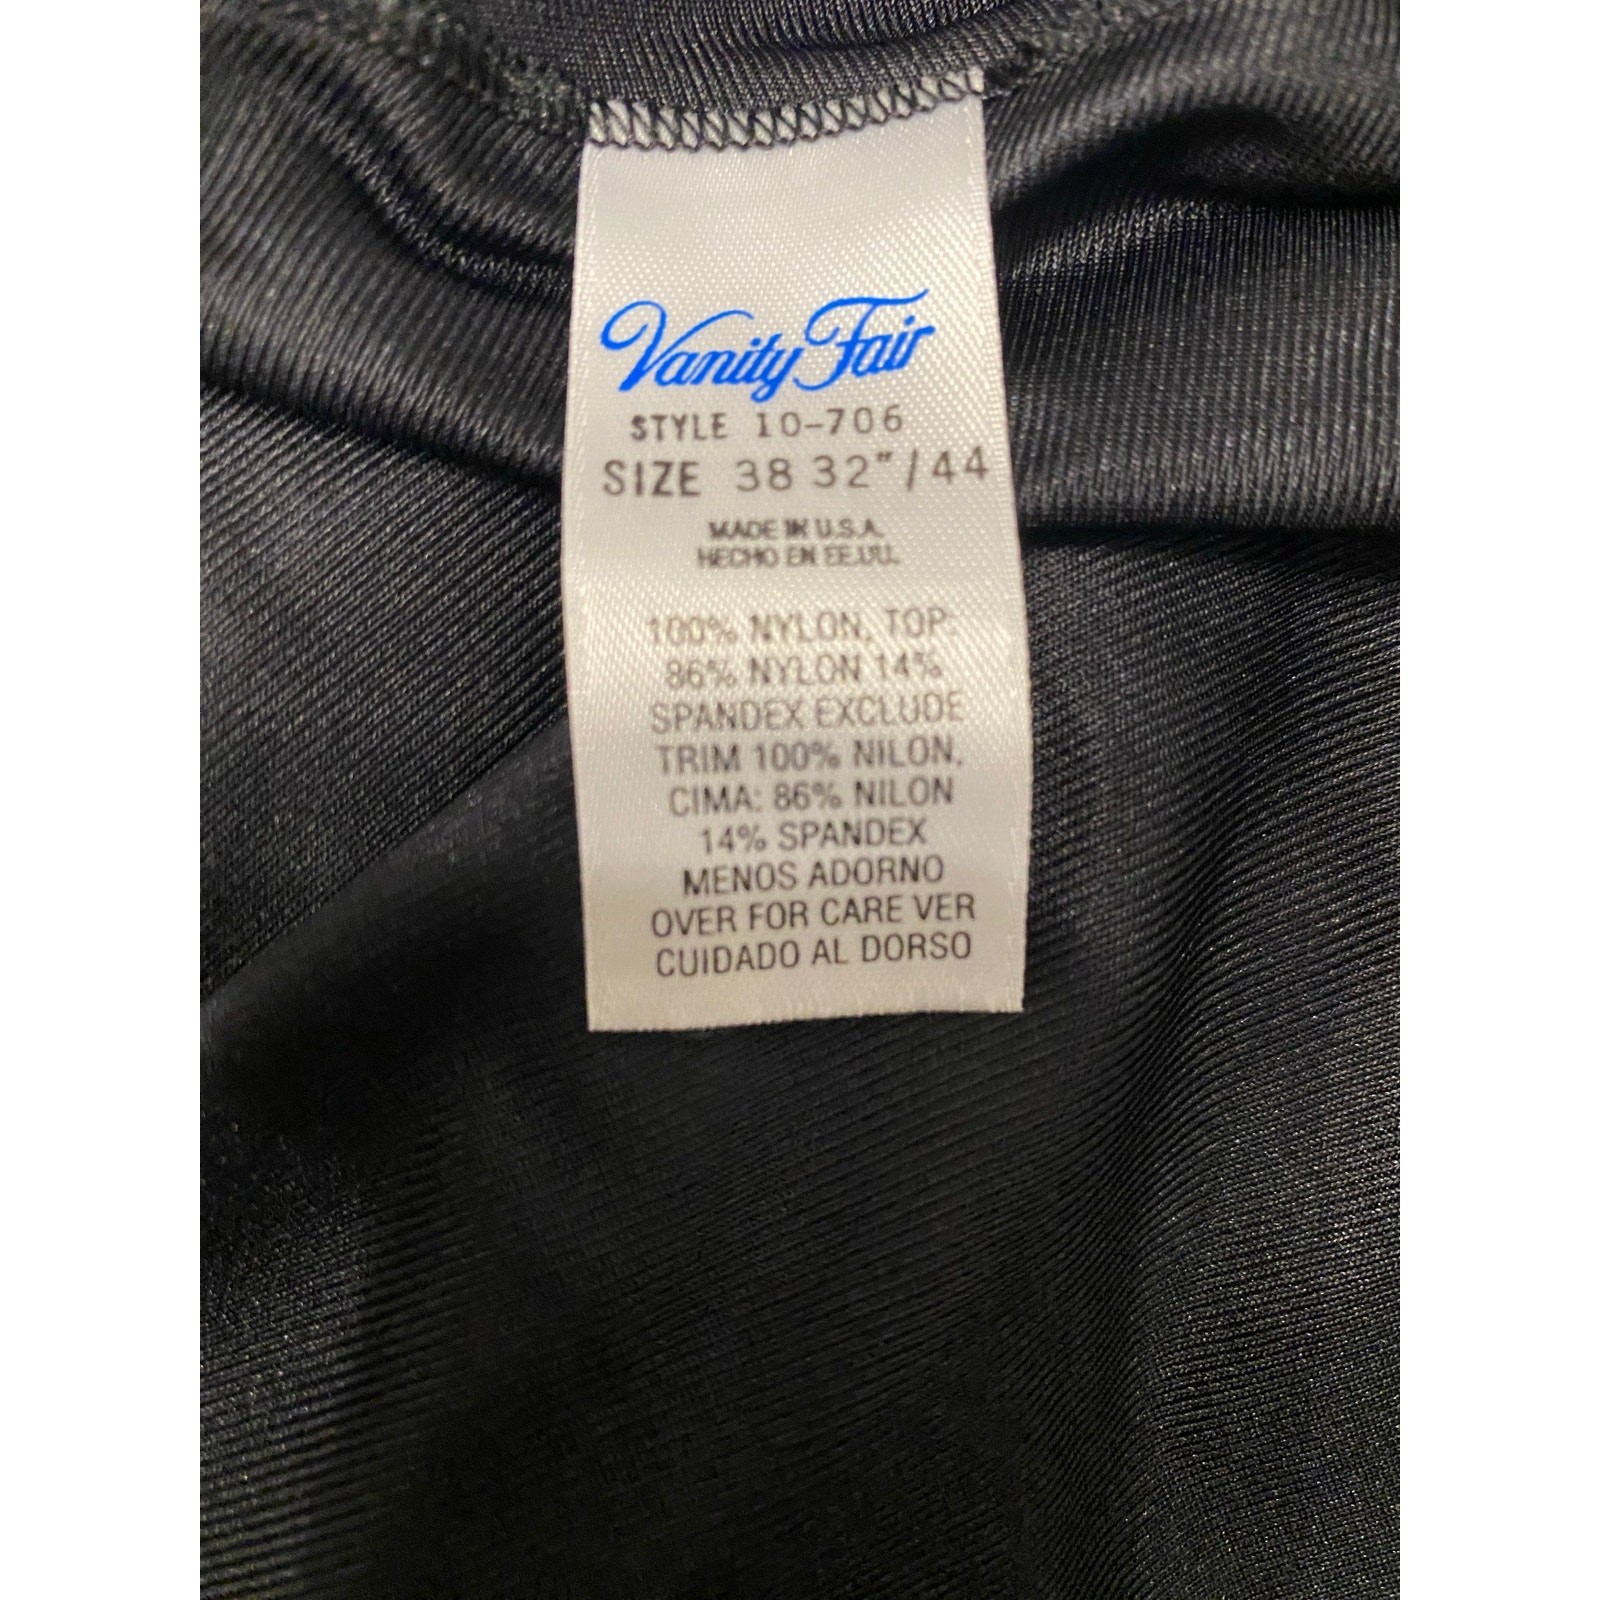 Vanity Fair
STYLE 10-706
SIZE 38 32"/44
MADE IN U.S.A.
HECHO EN EE.UU.
100% NYLON, TOP:
86% NYLON 14%
SPANDEX EXCLUDE
TRIM 100% NILON,
CIMA: 86% NILON
14% SPANDEX
MENOS ADORNO
OVER FOR CARE VER
CUIDADO AL DORSO